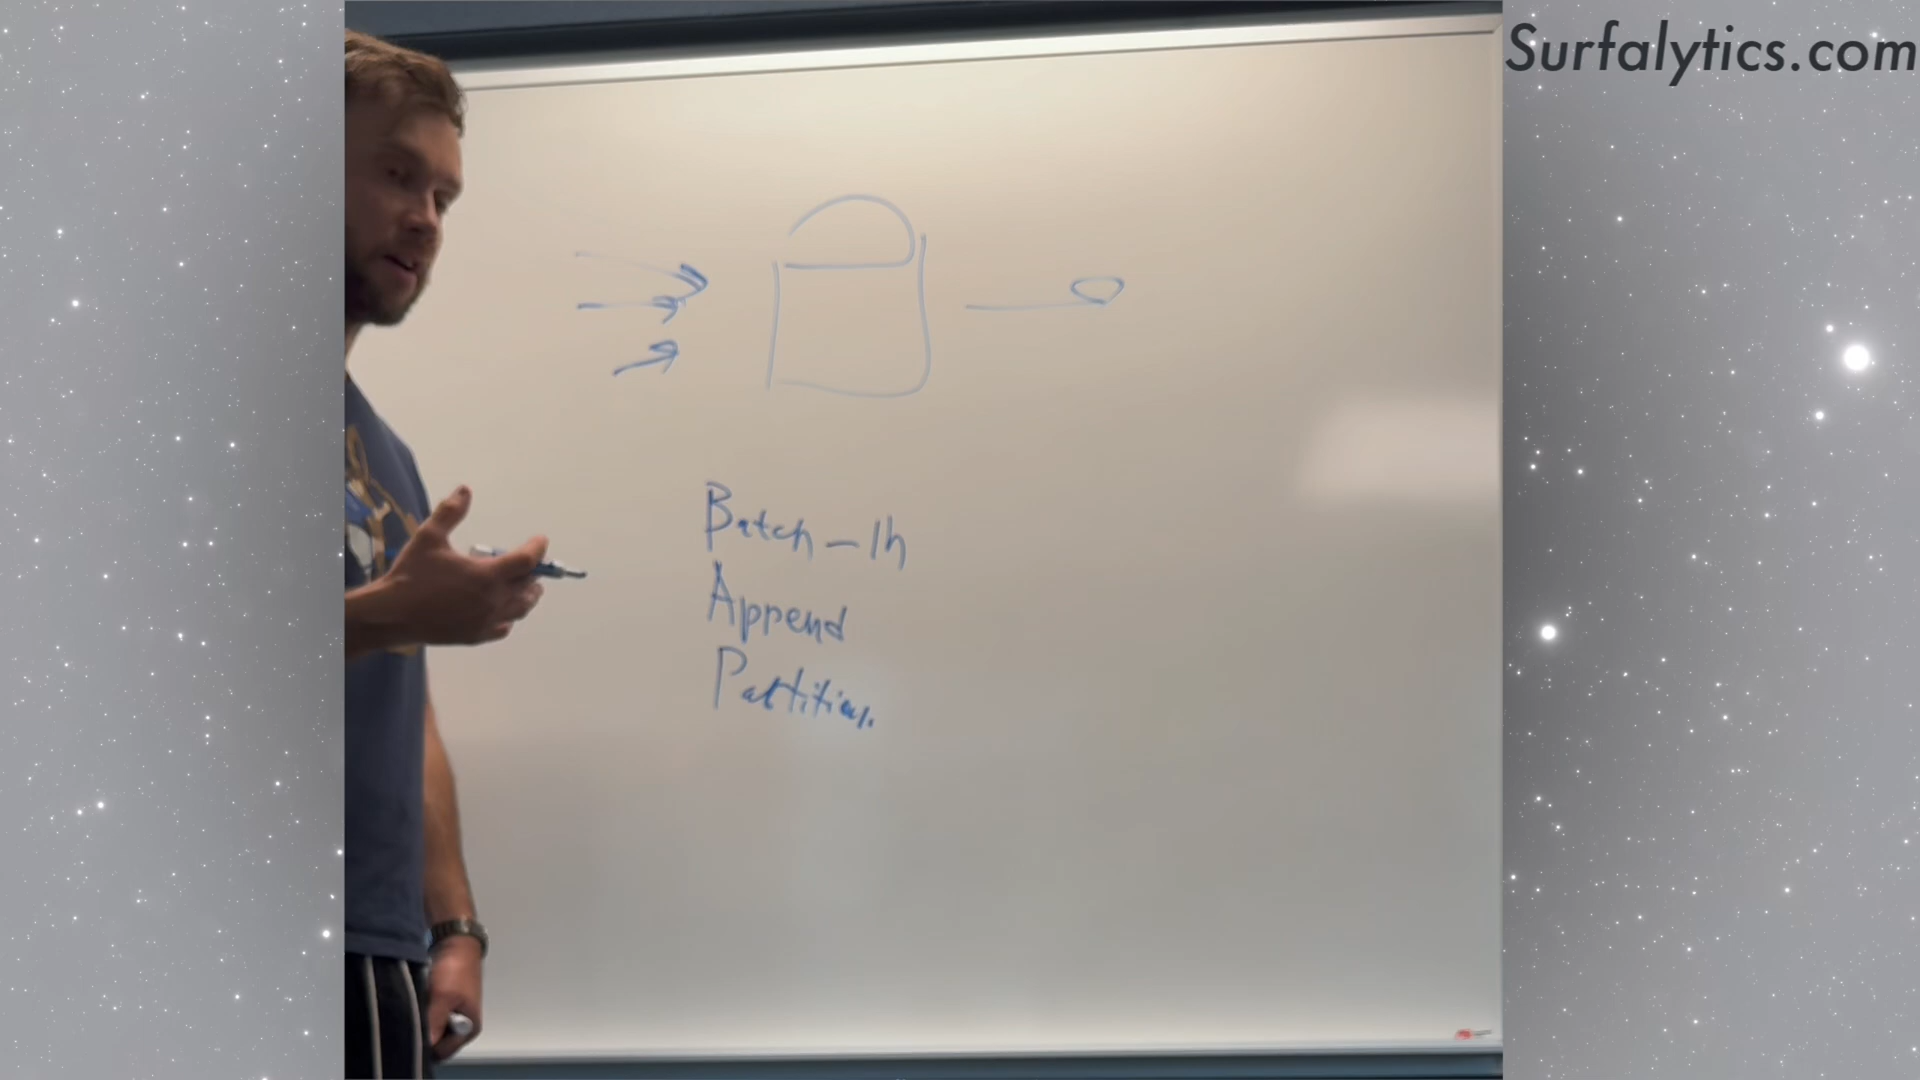 Surfalytics.com
Batch - 1h
Append
Partition.